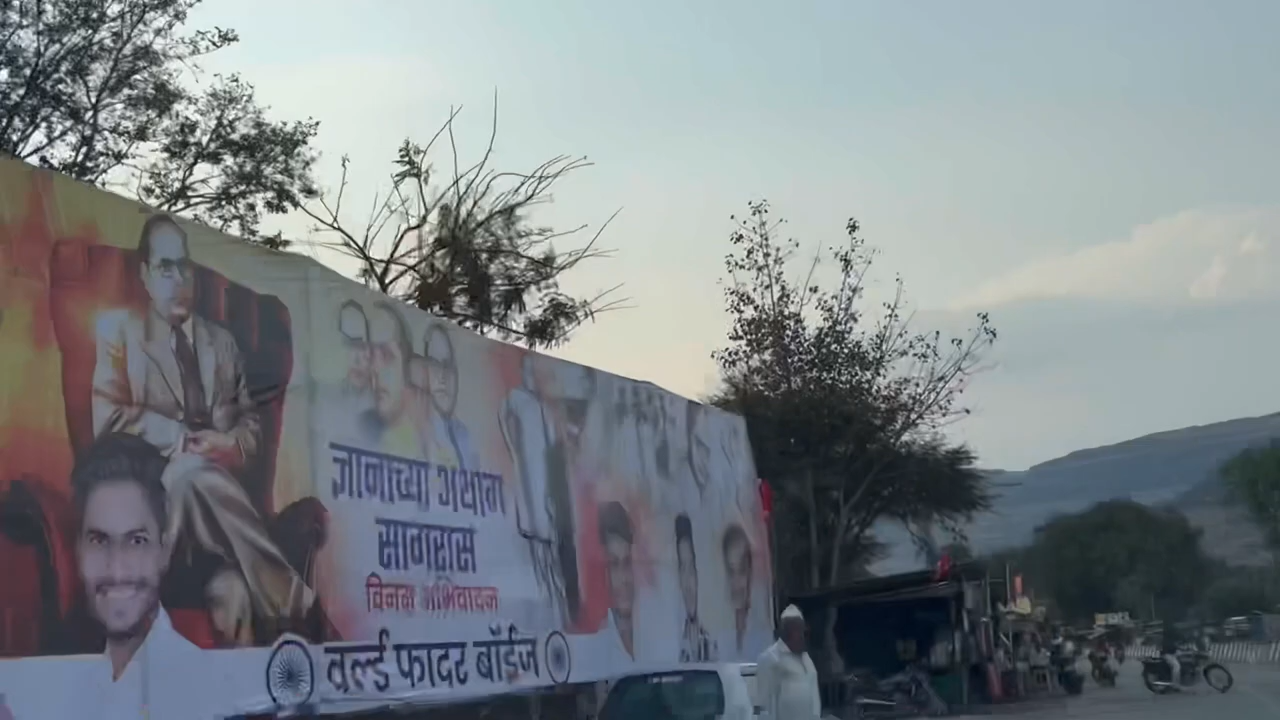 ज्ञानाच्या अथांग
सागरास
विनम्र अभिवादन
वर्ल्ड फादर बॉईज